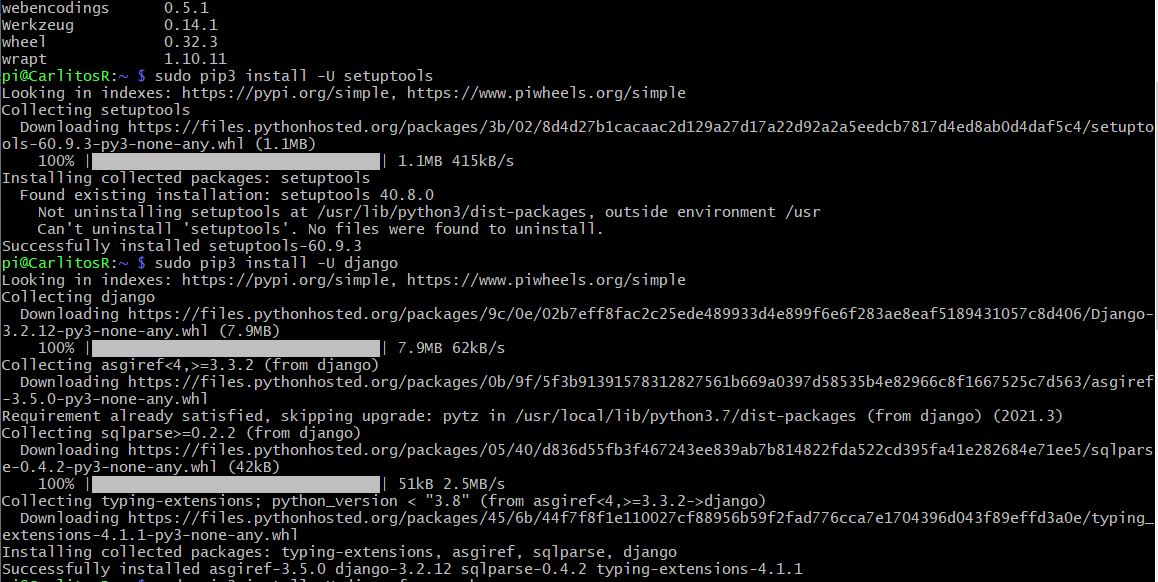 webencodings      0.5.1
Werkzeug          0.14.1
wheel             0.32.3
wrapt             1.10.11
pi@CarlitosR:~ $ sudo pip3 install -U setuptools
Looking in indexes: https://pypi.org/simple, https://www.piwheels.org/simple
Collecting setuptools
  Downloading https://files.pythonhosted.org/packages/3b/02/8d4d27b1cacaac2d129a27d17a22d92a2a5eedcb7817d4ed8ab0d4daf5c4/setupto
ols-60.9.3-py3-none-any.whl (1.1MB)
    100% |                                | 1.1MB 415kB/s
Installing collected packages: setuptools
  Found existing installation: setuptools 40.8.0
    Not uninstalling setuptools at /usr/lib/python3/dist-packages, outside environment /usr
    Can't uninstall 'setuptools'. No files were found to uninstall.
Successfully installed setuptools-60.9.3
pi@CarlitosR:~ $ sudo pip3 install -U django
Looking in indexes: https://pypi.org/simple, https://www.piwheels.org/simple
Collecting django
  Downloading https://files.pythonhosted.org/packages/9c/0e/02b7eff8fac2c25ede489933d4e899f6e6f283ae8eaf5189431057c8d406/Django-
3.2.12-py3-none-any.whl (7.9MB)
    100% |                                | 7.9MB 62kB/s
Collecting asgiref<4,>=3.3.2 (from django)
  Downloading https://files.pythonhosted.org/packages/0b/9f/5f3b91391578312827561b669a0397d58535b4e82966c8f1667525c7d563/asgiref
-3.5.0-py3-none-any.whl
Requirement already satisfied, skipping upgrade: pytz in /usr/local/lib/python3.7/dist-packages (from django) (2021.3)
Collecting sqlparse>=0.2.2 (from django)
  Downloading https://files.pythonhosted.org/packages/05/40/d836d55fb3f467243ee839ab7b814822fda522cd395fa41e282684e71ee5/sqlpars
e-0.4.2-py3-none-any.whl (42kB)
    100% |                                | 51kB 2.5MB/s
Collecting typing-extensions; python_version < "3.8" (from asgiref<4,>=3.3.2->django)
  Downloading https://files.pythonhosted.org/packages/45/6b/44f7f8f1e110027cf88956b59f2fad776cca7e1704396d043f89effd3a0e/typing_
extensions-4.1.1-py3-none-any.whl
Installing collected packages: typing-extensions, asgiref, sqlparse, django
Successfully installed asgiref-3.5.0 django-3.2.12 sqlparse-0.4.2 typing-extensions-4.1.1